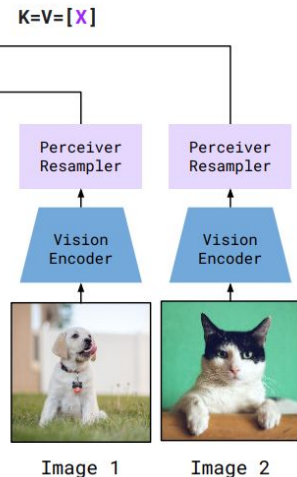 K=V=[X]
Perceiver
Resampler
Perceiver
Resampler
Vision
Encoder
Vision
Encoder
Image 1
Image 2